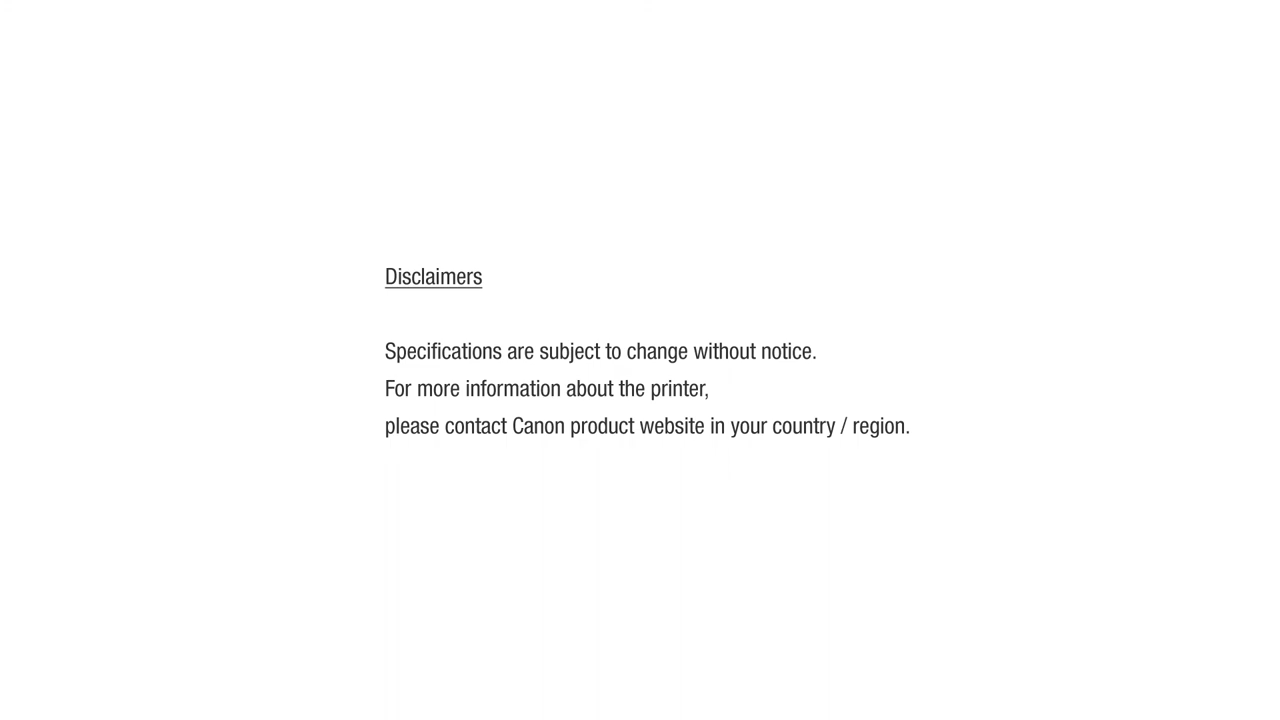 Disclaimers
Specifications are subject to change without notice.
For more information about the printer,
please contact Canon product website in your country / region.